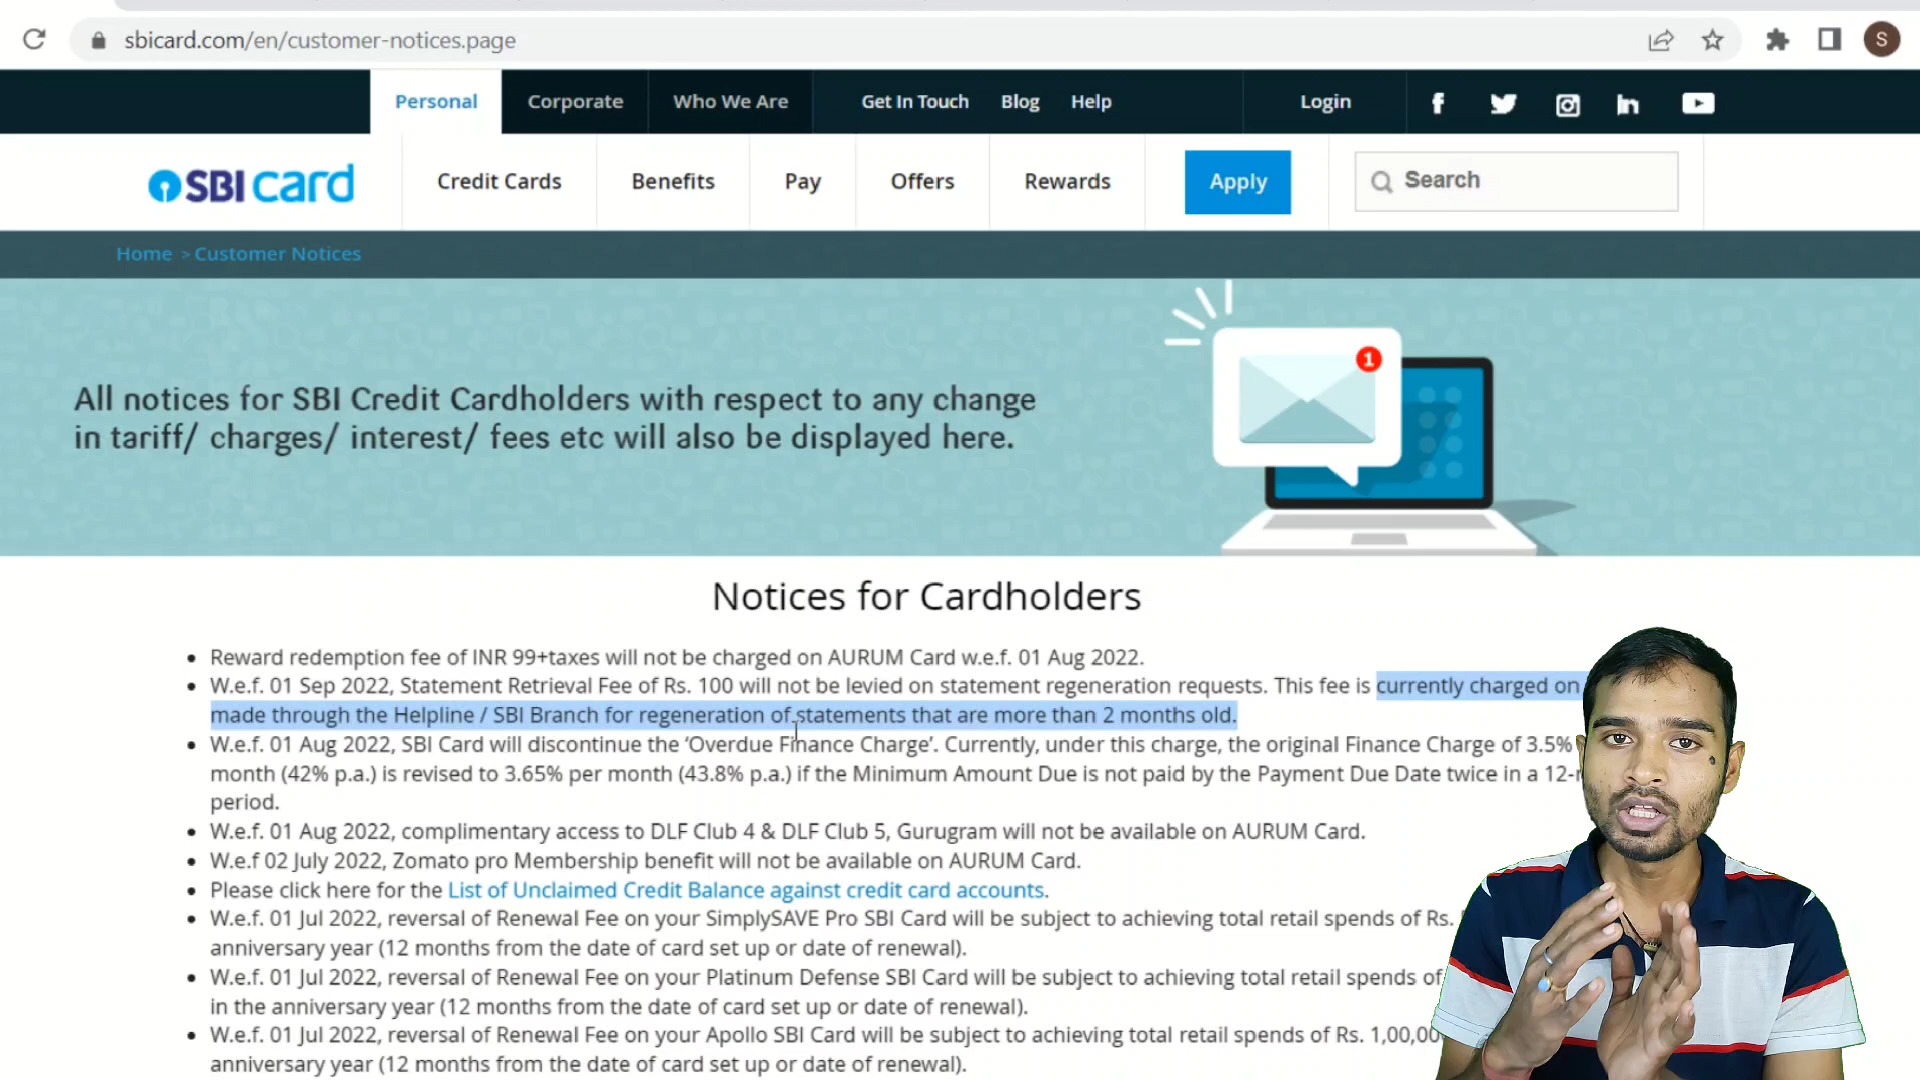 sbicard.com/en/customer-notices.page
S
Personal Corporate Who We Are Get In Touch Blog Help Login
SBI card Credit Cards Benefits Pay Offers Rewards Apply Search
Home > Customer Notices
1
All notices for SBI Credit Cardholders with respect to any change
in tariff/ charges/ interest/ fees etc will also be displayed here.
Notices for Cardholders
• Reward redemption fee of INR 99+taxes will not be charged on AURUM Card w.e.f. 01 Aug 2022.
• W.e.f. 01 Sep 2022, Statement Retrieval Fee of Rs. 100 will not be levied on statement regeneration requests. This fee is currently charged on
made through the Helpline / SBI Branch for regeneration of statements that are more than 2 months old.
• W.e.f. 01 Aug 2022, SBI Card will discontinue the ‘Overdue Finance Charge’. Currently, under this charge, the original Finance Charge of 3.5%
month (42% p.a.) is revised to 3.65% per month (43.8% p.a.) if the Minimum Amount Due is not paid by the Payment Due Date twice in a 12-
period.
• W.e.f. 01 Aug 2022, complimentary access to DLF Club 4 & DLF Club 5, Gurugram will not be available on AURUM Card.
• W.e.f 02 July 2022, Zomato pro Membership benefit will not be available on AURUM Card.
• Please click here for the List of Unclaimed Credit Balance against credit card accounts.
• W.e.f. 01 Jul 2022, reversal of Renewal Fee on your SimplySAVE Pro SBI Card will be subject to achieving total retail spends of Rs.
anniversary year (12 months from the date of card set up or date of renewal).
• W.e.f. 01 Jul 2022, reversal of Renewal Fee on your Platinum Defense SBI Card will be subject to achieving total retail spends of
in the anniversary year (12 months from the date of card set up or date of renewal).
• W.e.f. 01 Jul 2022, reversal of Renewal Fee on your Apollo SBI Card will be subject to achieving total retail spends of Rs. 1,00,00
anniversary year (12 months from the date of card set up or date of renewal).